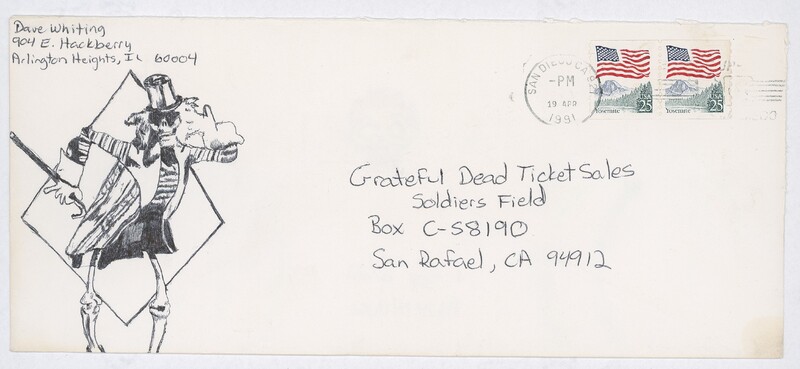 Dave Whiting
904 E. Hackberry
Arlington Heights, IL 60004
SAN DIEGO CA
-PM
19 APR
1991
USA
25
Yosemite
USA
25
Yosemite
Grateful Dead Ticket Sales
Soldiers Field
Box C-S8190
San Rafael, CA 94912